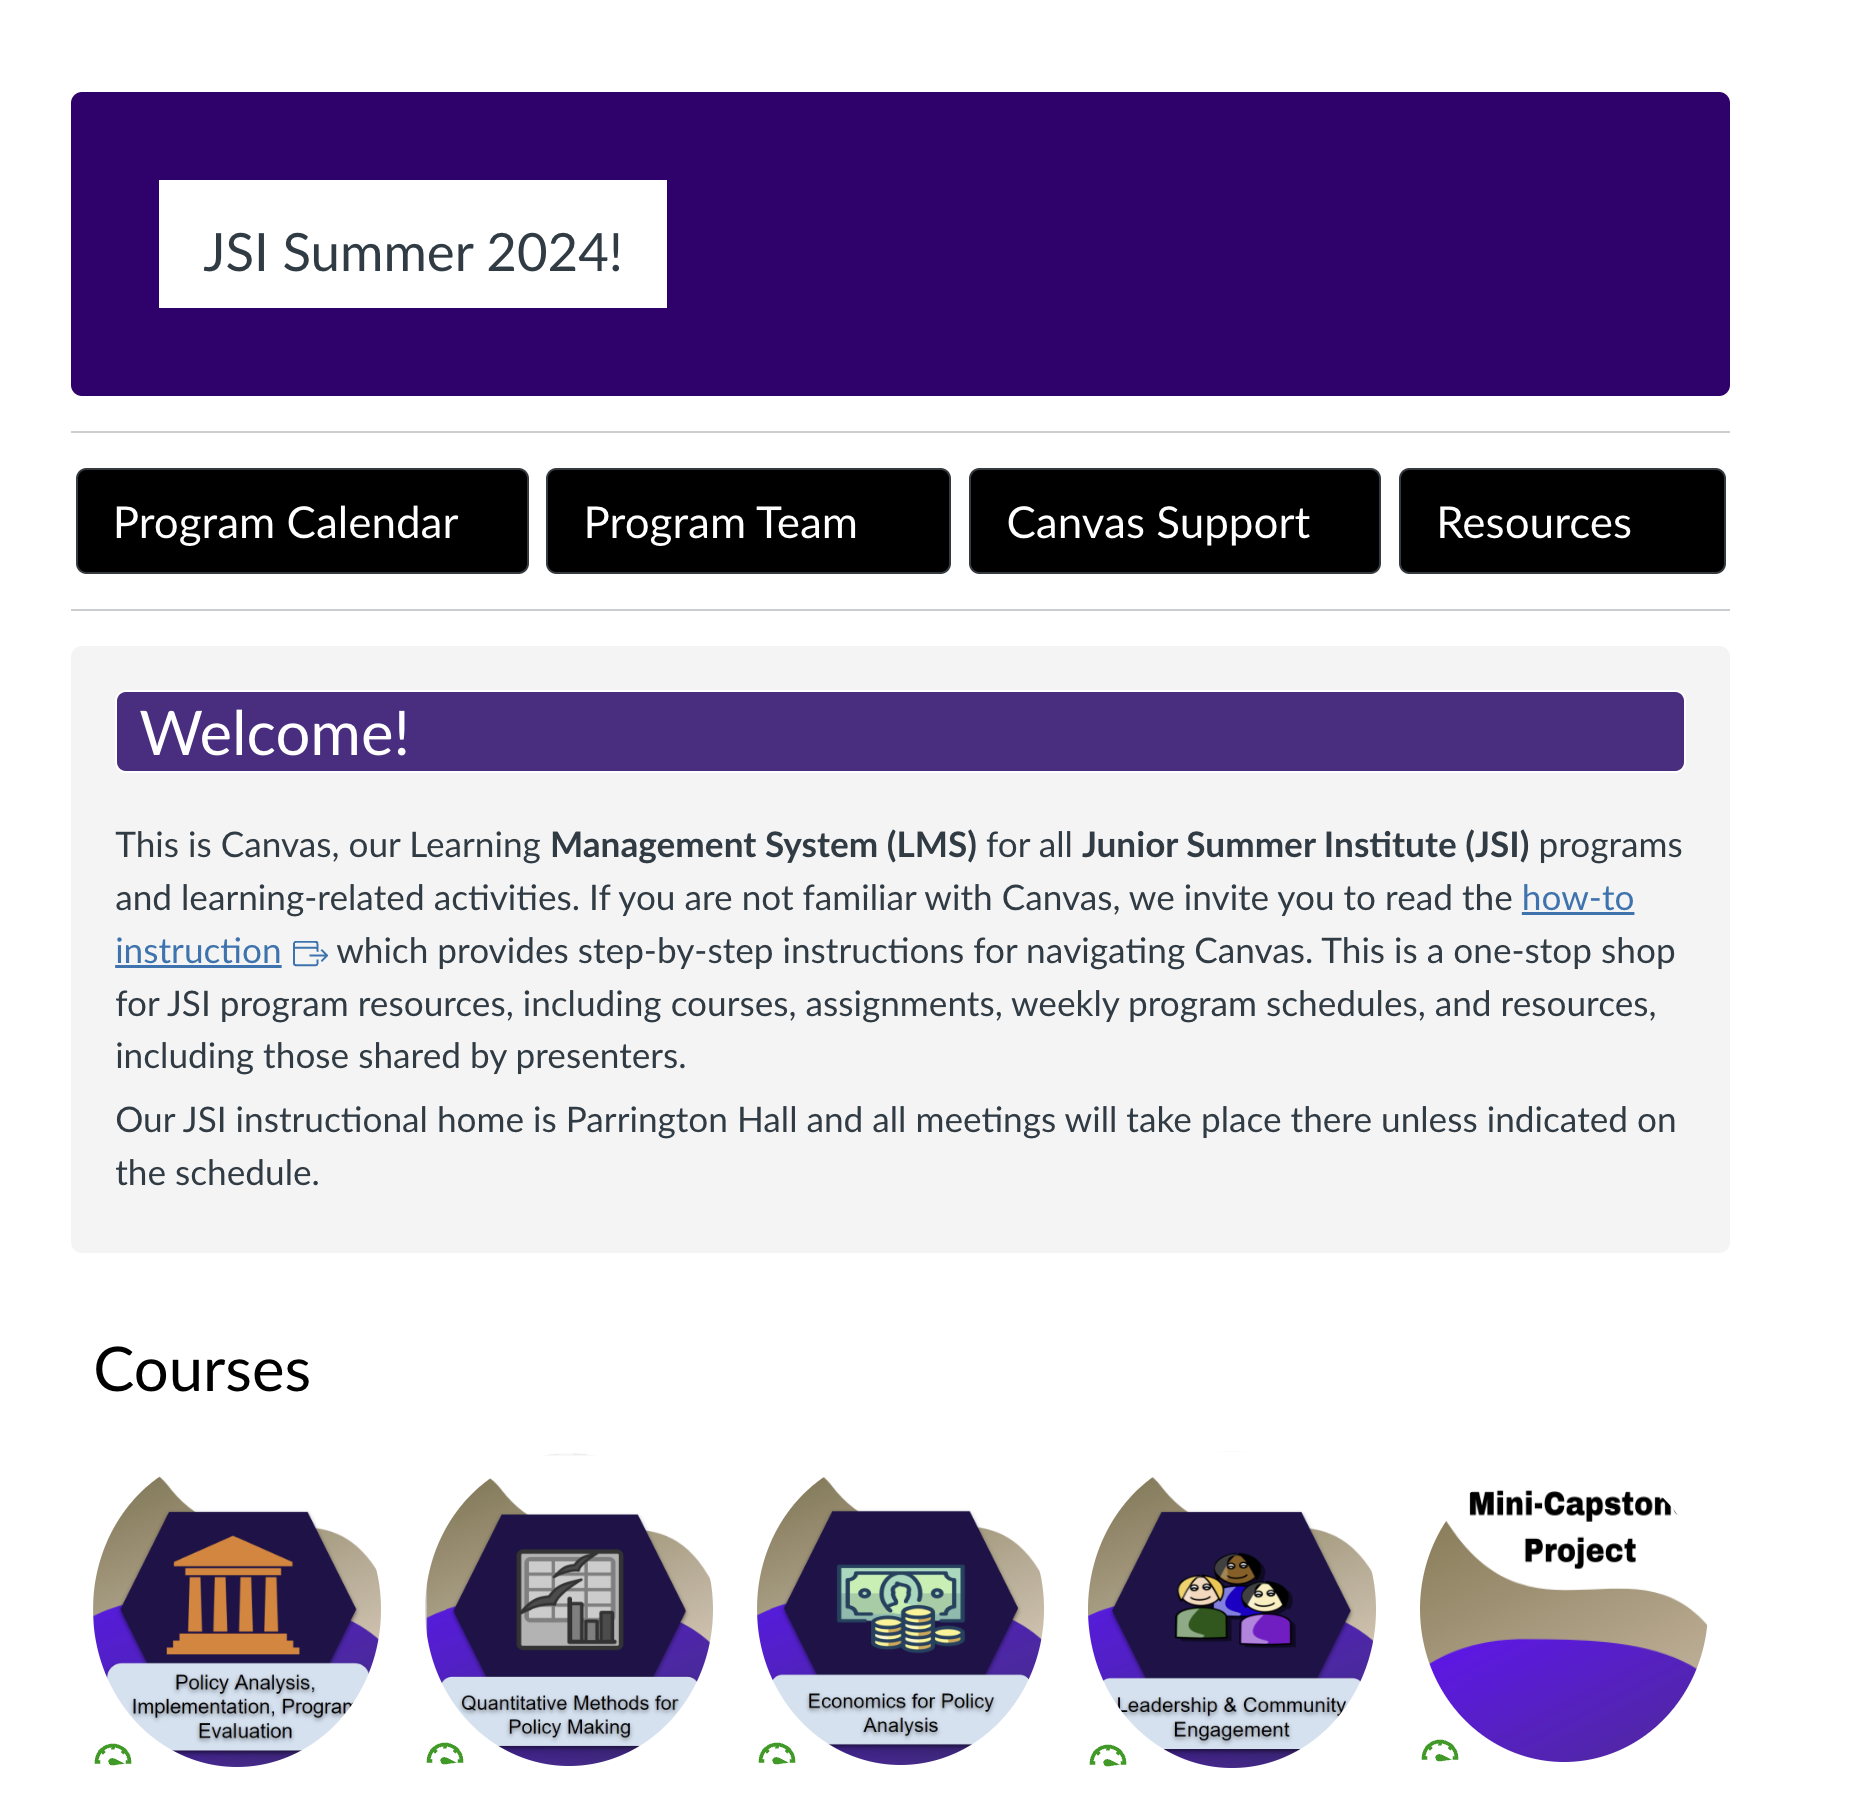 JSI Summer 2024!
Program Calendar
Program Team
Canvas Support
Resources
Welcome!
This is Canvas, our Learning Management System (LMS) for all Junior Summer Institute (JSI) programs
and learning-related activities. If you are not familiar with Canvas, we invite you to read the how-to
instruction which provides step-by-step instructions for navigating Canvas. This is a one-stop shop
for JSI program resources, including courses, assignments, weekly program schedules, and resources,
including those shared by presenters.
Our JSI instructional home is Parrington Hall and all meetings will take place there unless indicated on
the schedule.
Courses
Policy Analysis,
Implementation, Program
Evaluation
Quantitative Methods for
Policy Making
Economics for Policy
Analysis
Leadership & Community
Engagement
Mini-Capstone
Project